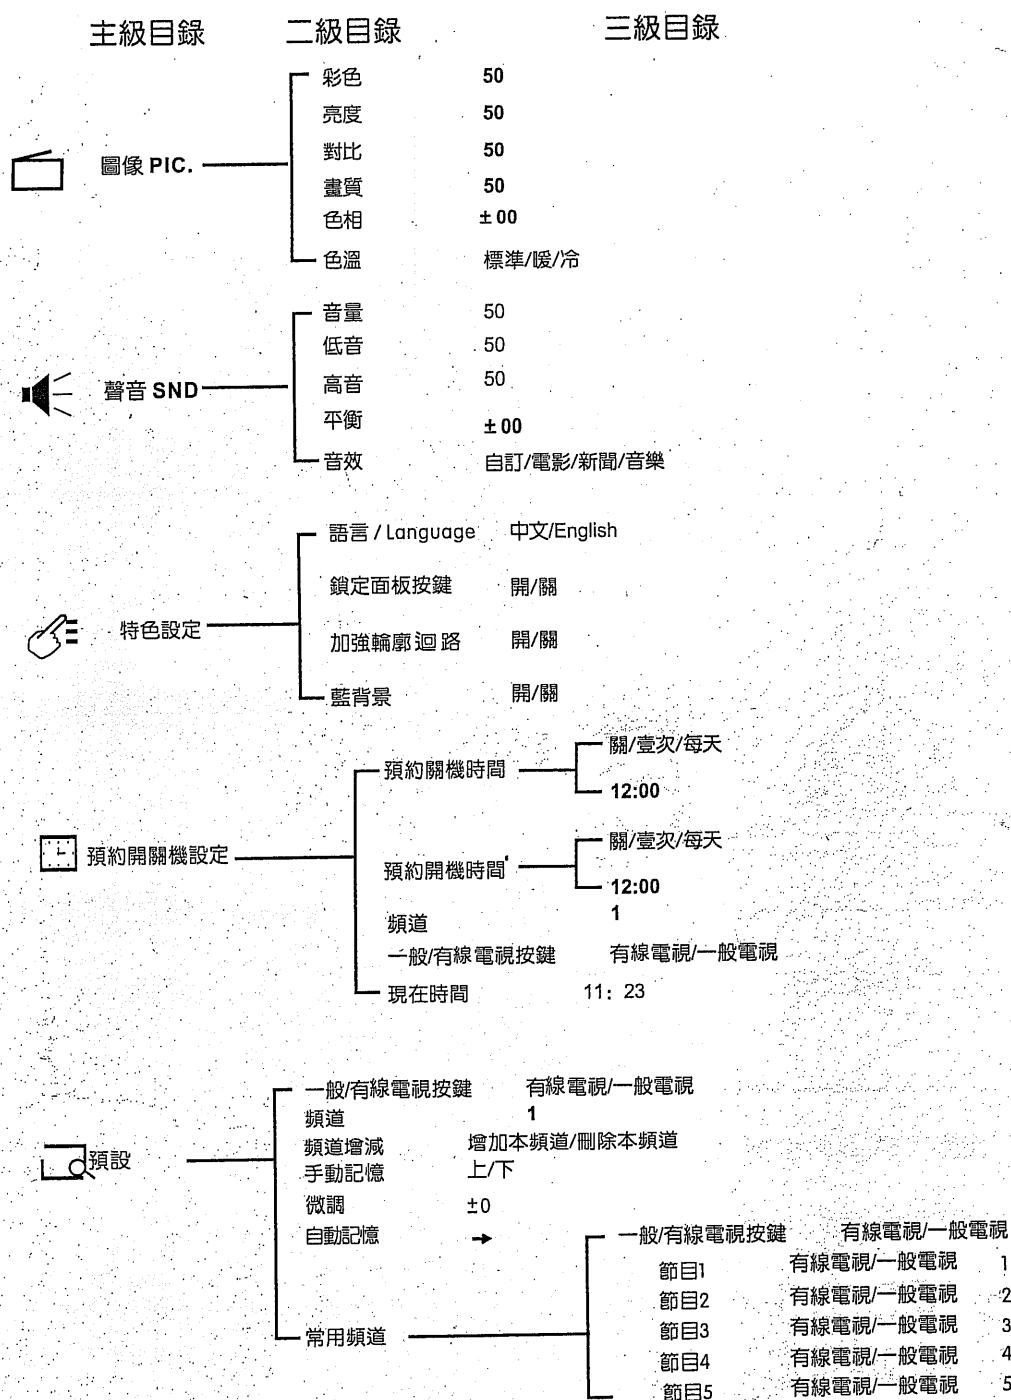 主級目錄 二級目錄 三級目錄
彩色 50
亮度 50
對比 50
圖像 PIC.
畫質 50
色相 ±00
色溫 標準/暖/冷
音量 50
低音 50
高音 50
聲音 SND
平衡 ±00
音效 自訂/電影/新聞/音樂
語言 / Language 中文/English
鎖定面板按鍵 開/關
特色設定
加強輪廓迴路 開/關
藍背景 開/關
關/壹次/每天
預約關機時間
12:00
關/壹次/每天
預約開關機設定
預約開機時間
12:00
頻道 1
一般/有線電視按鍵 有線電視/一般電視
現在時間 11: 23
一般/有線電視按鍵 有線電視/一般電視
頻道 1
頻道增減 增加本頻道/刪除本頻道
預設
手動記憶 上/下
微調 ±0
自動記憶 →
一般/有線電視按鍵 有線電視/一般電視
節目1 有線電視/一般電視 1
節目2 有線電視/一般電視 2
常用頻道
節目3 有線電視/一般電視 3
節目4 有線電視/一般電視 4
節目5 有線電視/一般電視 5